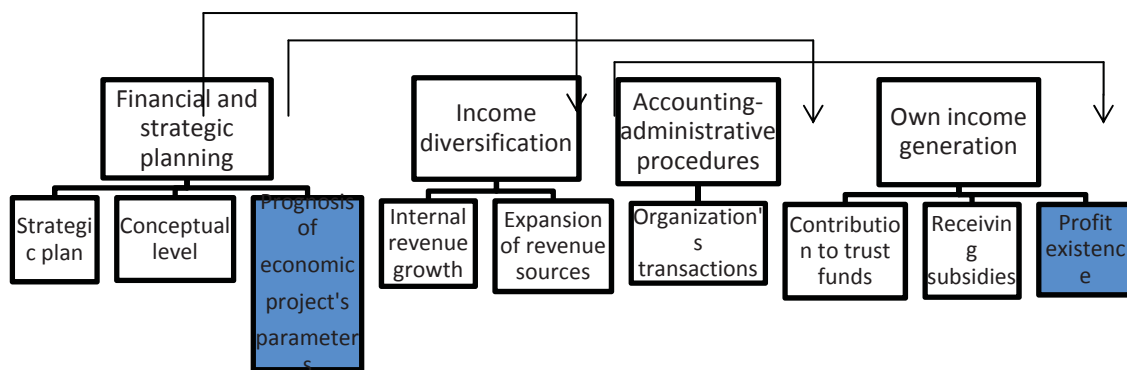 Financial and
strategic
planning
Income
diversification
Accounting-
administrative
procedures
Own income
generation
Strategi
c plan
Conceptual
level
Prognosis
of
economic
project's
parameter
s
Internal
revenue
growth
Expansion
of revenue
sources
Organization'
s
transactions
Contributio
n to trust
funds
Receivin
g
subsidies
Profit
existenc
e